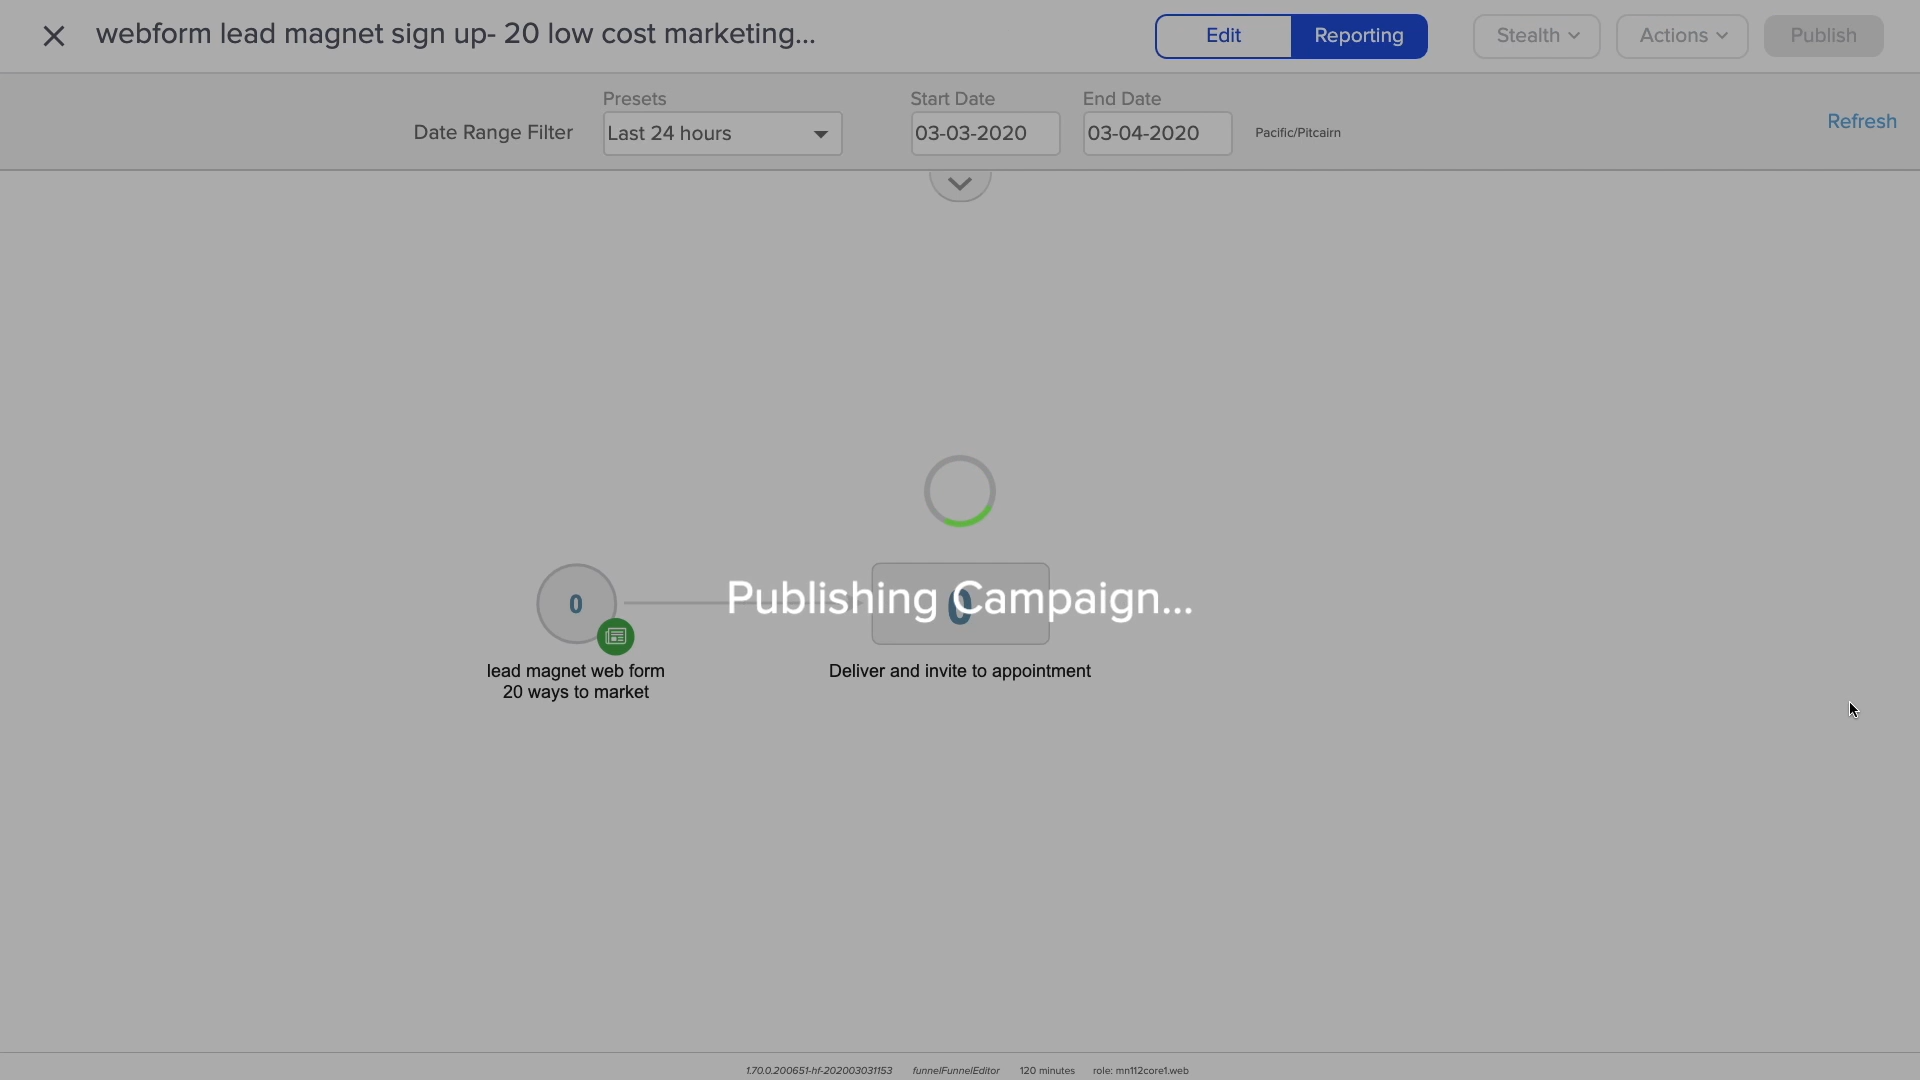 webform lead magnet sign up- 20 low cost marketing...
Edit
Reporting
Stealth
Actions
Publish
Date Range Filter
Presets
Last 24 hours
Start Date
03-03-2020
End Date
03-04-2020
Pacific/Pitcairn
Refresh
0
0
Publishing Campaign...
lead magnet web form
20 ways to market
Deliver and invite to appointment
1.70.0.200651-hf-202003031153 funnelFunnelEditor 120 minutes role: mn112core1.web